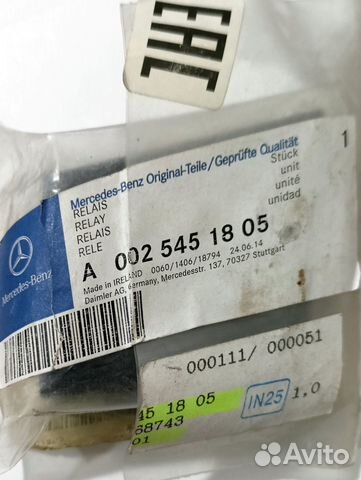 EAC
Mercedes-Benz Original-Teile/Geprüfte Qualität
RELAIS
RELAY
RELAIS
RELE
Stück
unit
unité
unidad
1
A 002 545 18 05
Made in IRELAND 0060/1406/18794 24.06.14
Daimler AG, Germany, Mercedesstr. 137, 70327 Stuttgart
Mercedes-Benz
000111/ 000051
45 18 05
68743
01
IN25
1,0
Avito